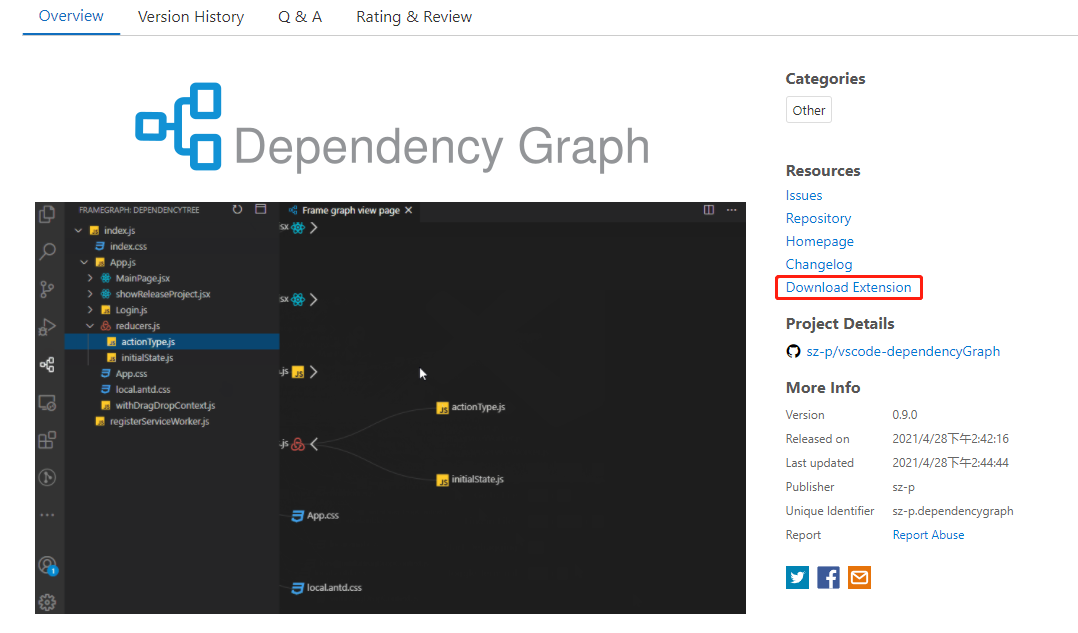 Overview Version History Q & A Rating & Review
Dependency Graph
FRAMEGRAPH: DEPENDENCYTREE
index.js
index.css
App.js
MainPage.jsx
showReleaseProject.jsx
Login.js
reducers.js
actionType.js
initialState.js
App.css
local.antd.css
withDragDropContext.js
registerServiceWorker.js
1
Frame graph view page
sx
sx
.js
actionType.js
.js
initialState.js
App.css
local.antd.css
Categories
Other
Resources
Issues
Repository
Homepage
Changelog
Download Extension
Project Details
sz-p/vscode-dependencyGraph
More Info
Version 0.9.0
Released on 2021/4/28下午2:42:16
Last updated 2021/4/28下午2:44:44
Publisher sz-p
Unique Identifier sz-p.dependencygraph
Report Report Abuse